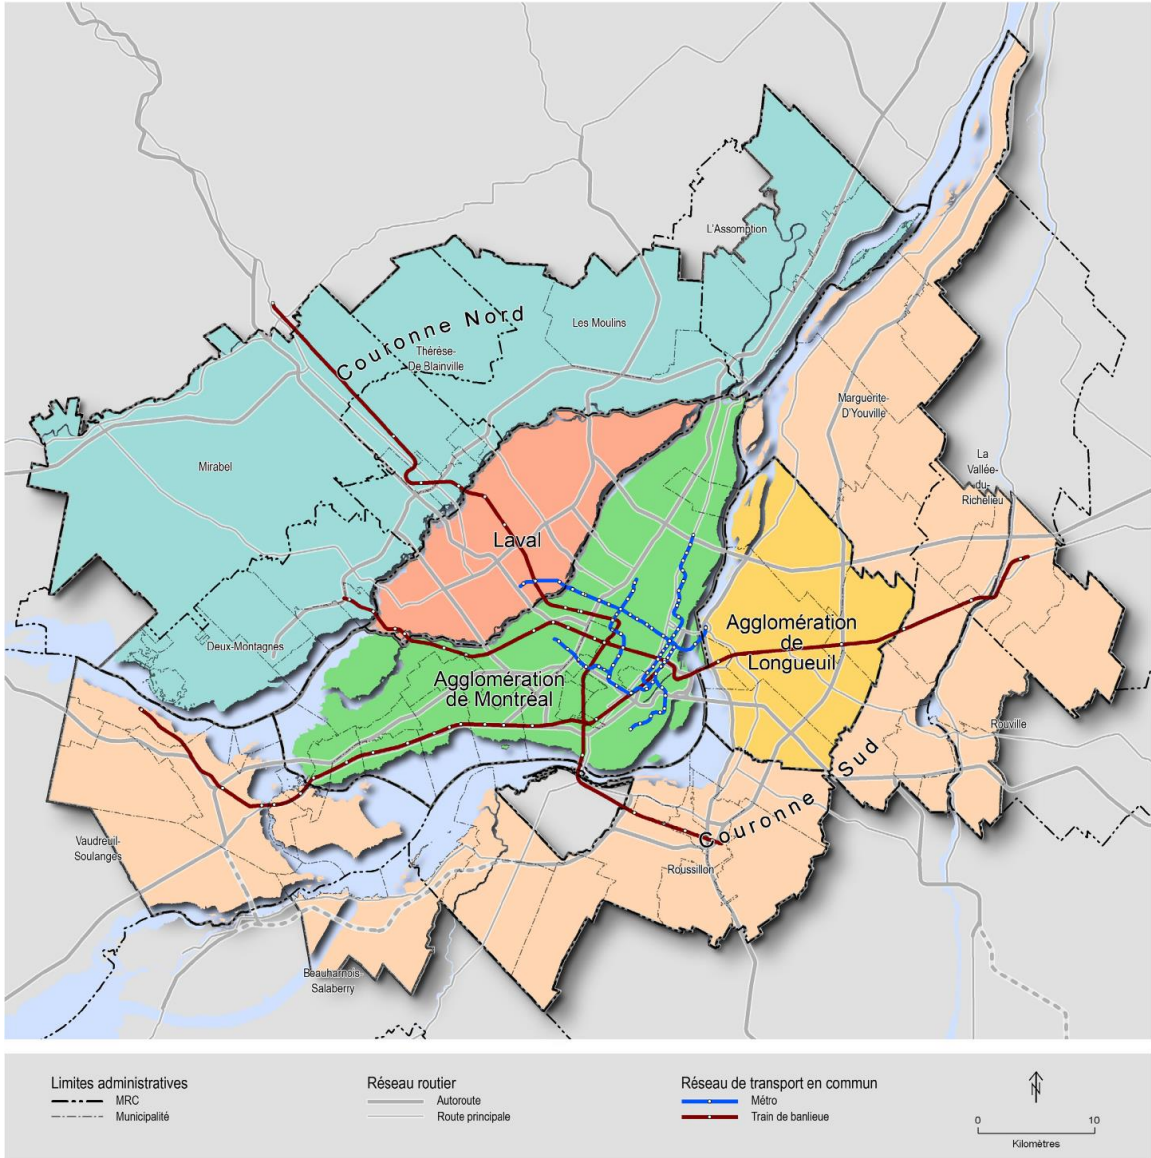 L'Assomption
Couronne Nord
Les Moulins
Thérèse-
De Blainville
Marguerite-
D'Youville
Mirabel
La
Vallée-
du-
Richelieu
Laval
Agglomération
de
Longueuil
Deux-Montagnes
Agglomération
de Montréal
Rouville
Couronne Sud
Vaudreuil-
Soulanges
Roussillon
Beauharnois-
Salaberry
Limites administratives
MRC
Municipalité
Réseau routier
Autoroute
Route principale
Réseau de transport en commun
Métro
Train de banlieue
N
0 10
Kilomètres